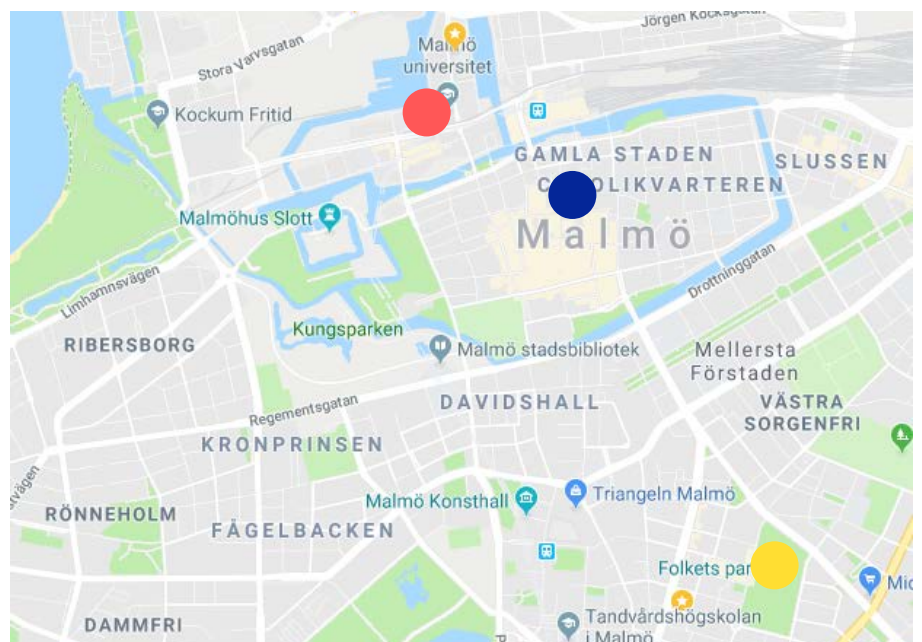 Jörgen Kocksgatan
Stora Varvsgatan
Malmö
universitet
Kockum Fritid
GAMLA STADEN
SLUSSEN
OLIKVARTEREN
Malmöhus Slott
Malmö
Drottninggatan
Limhamnsvägen
Kungsparken
RIBERSBORG
Malmö stadsbibliotek
Mellersta
Förstaden
Regementsgatan
DAVIDSHALL
VÄSTRA
SORGENFRI
KRONPRINSEN
Malmö Konsthall
Triangeln Malmö
RÖNNEHOLM
FÅGELBACKEN
Folkets par
Mid
DAMMFRI
Tandvårdshögskolan
i Malmö